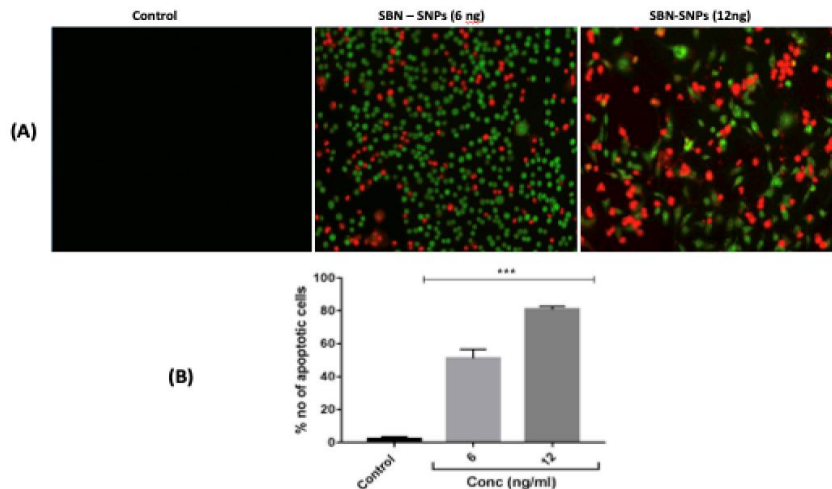 Control SBN – SNPs (6 ng) SBN-SNPs (12ng)
(A)
(B)
% no of apoptotic cells
100
80
60
40
20
0
***
Control 6 12
Conc (ng/ml)